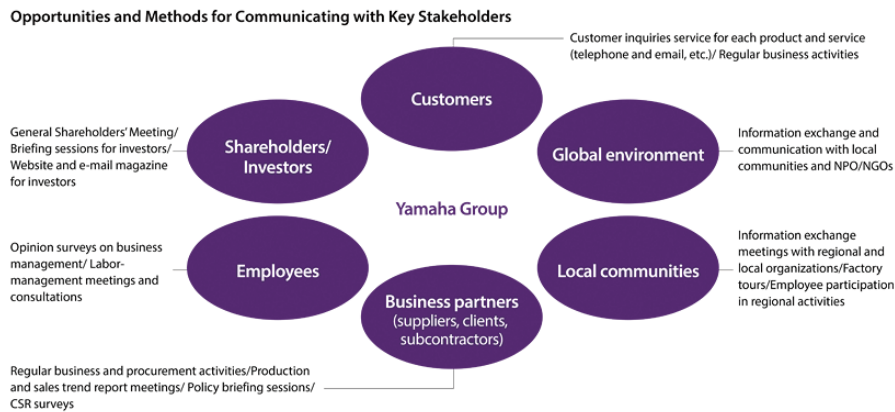 Opportunities and Methods for Communicating with Key Stakeholders
Customer inquiries service for each product and service
(telephone and email, etc.)/ Regular business activities
Customers
General Shareholders' Meeting/
Briefing sessions for investors/
Website and e-mail magazine
for investors
Shareholders/
Investors
Global environment
Information exchange and
communication with local
communities and NPO/NGOs
Yamaha Group
Opinion surveys on business
management/ Labor-
management meetings and
consultations
Employees
Local communities
Information exchange
meetings with regional and
local organizations/Factory
tours/Employee participation
in regional activities
Business partners
(suppliers, clients,
subcontractors)
Regular business and procurement activities/Production
and sales trend report meetings/ Policy briefing sessions/
CSR surveys